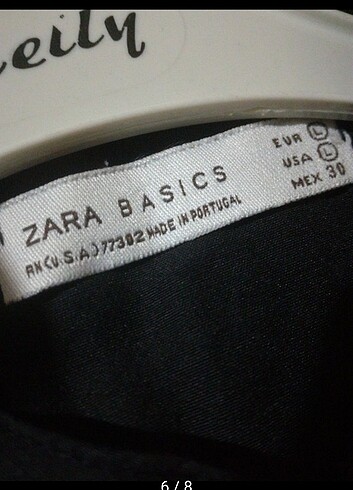 eily
ZARA BASICS
RN(U.S.A)77302 MADE IN PORTUGAL
EUR L
USA L
MEX 30
6 / 8